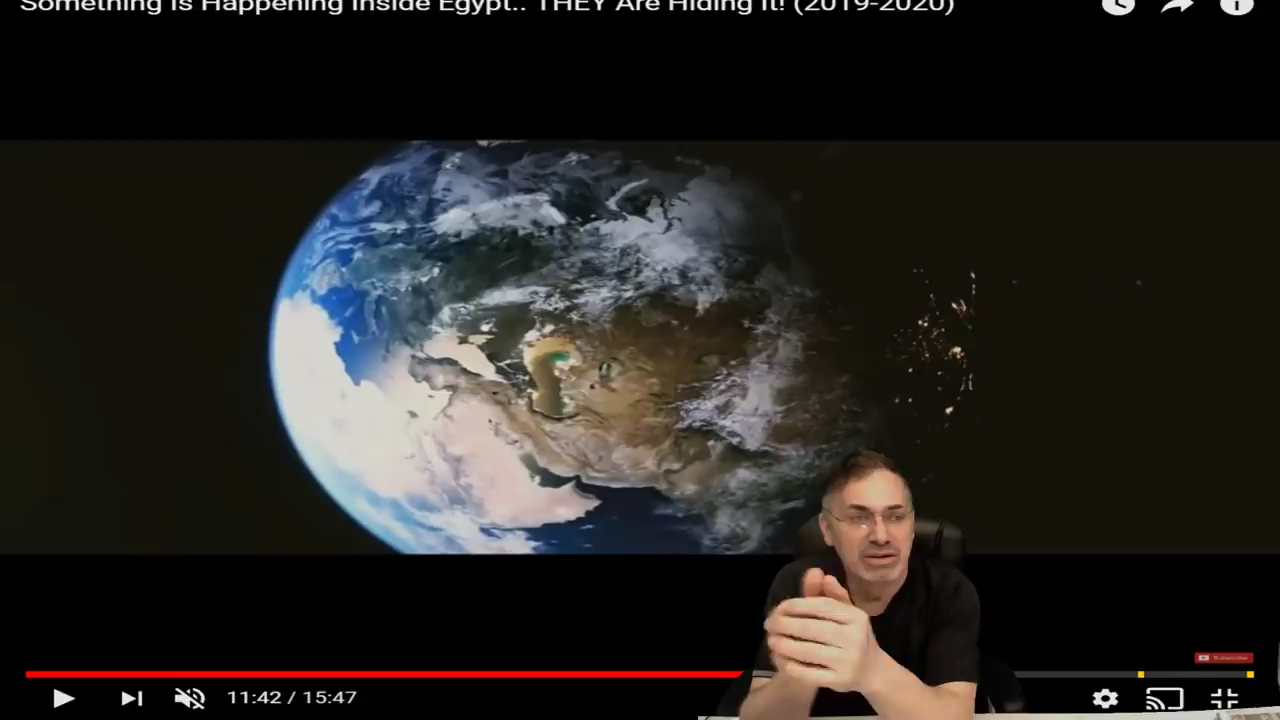 Something Is Happening Inside Egypt.. THEY Are Hiding It! (2019-2020)
11:42 / 15:47